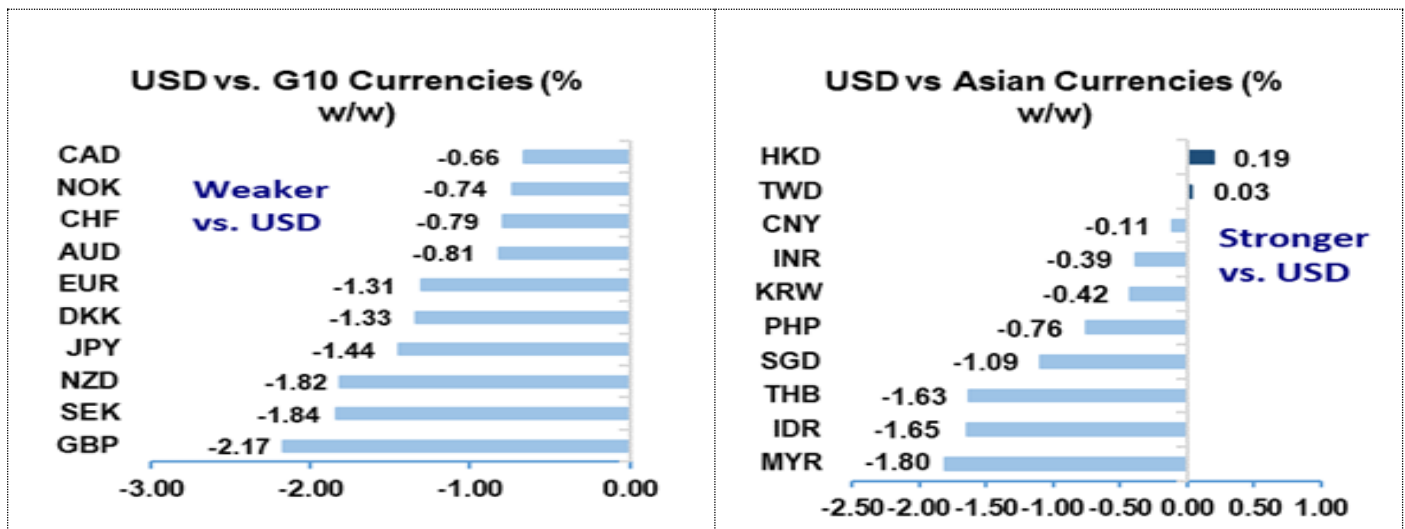 USD vs. G10 Currencies (%
w/w)
CAD -0.66
NOK -0.74
CHF -0.79
AUD -0.81
EUR -1.31
DKK -1.33
JPY -1.44
NZD -1.82
SEK -1.84
GBP -2.17
Weaker
vs. USD
-3.00 -2.00 -1.00 0.00
USD vs Asian Currencies (%
w/w)
HKD 0.19
TWD 0.03
CNY -0.11
INR -0.39
KRW -0.42
PHP -0.76
SGD -1.09
THB -1.63
IDR -1.65
MYR -1.80
Stronger
vs. USD
-2.50 -2.00 -1.50 -1.00 -0.50 0.00 0.50 1.00